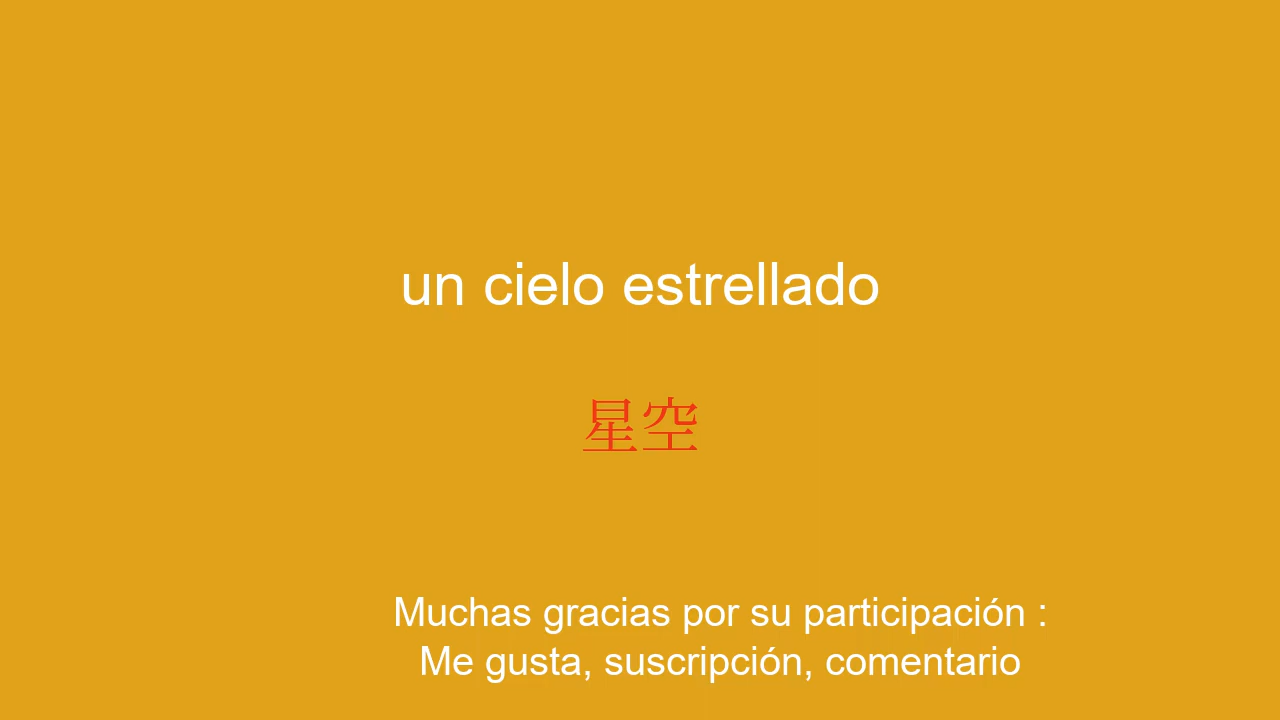 un cielo estrellado
星空
Muchas gracias por su participación :
Me gusta, suscripción, comentario